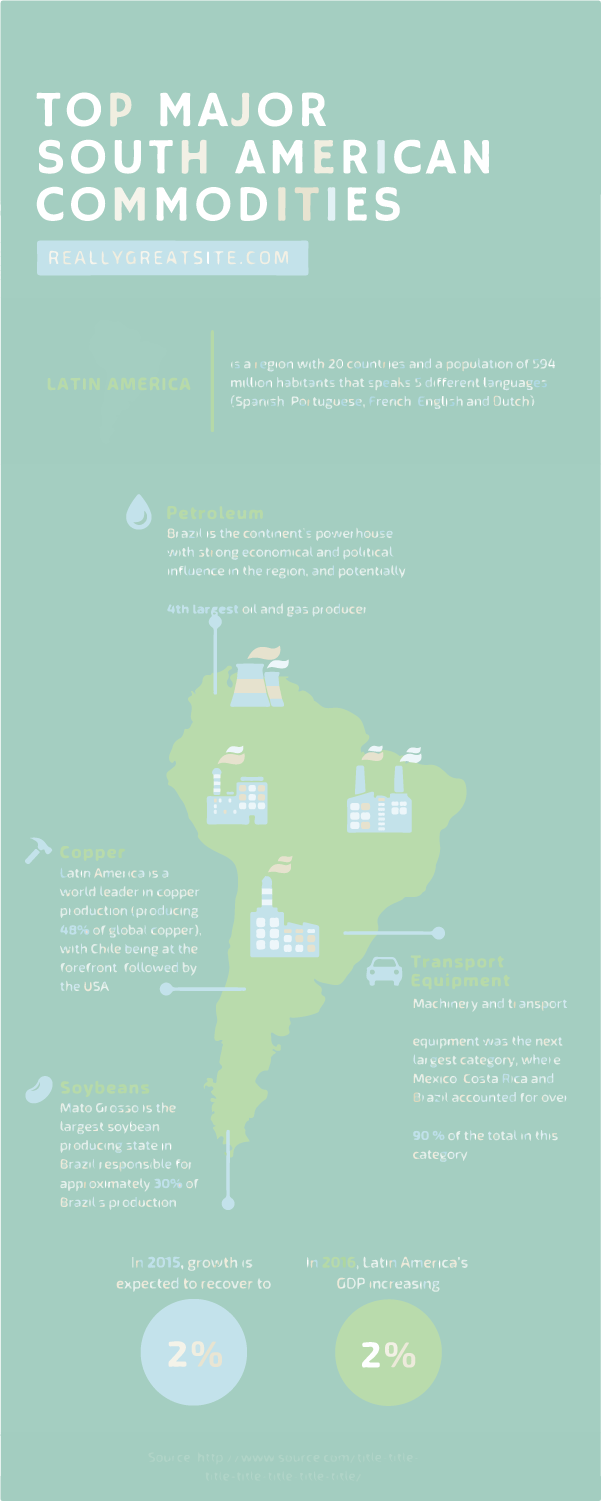 TOP MAJOR
SOUTH AMERICAN
COMMODITIES
REALLYGREATSITE.COM
LATIN AMERICA
is a region with 20 countries and a population of 594
million habitants that speaks 5 different languages
(Spanish, Portuguese, French, English and Dutch)
Petroleum
Brazil is the continent's powerhouse
with strong economical and political
influence in the region, and potentially
4th largest oil and gas producer
Copper
Latin America is a
world leader in copper
production (producing
48% of global copper),
with Chile being at the
forefront followed by
the USA
Transport
Equipment
Machinery and transport
equipment was the next
largest category, where
Mexico Costa Rica and
Brazil accounted for over
90 % of the total in this
category
Soybeans
Mato Grosso is the
largest soybean
producing state in
Brazil responsible for
approximately 30% of
Brazil's production
In 2015, growth is
expected to recover to
2%
In 2016, Latin America's
GDP increasing
2%
Source: http://www.source.com/title-title-
title-title-title-title-title/